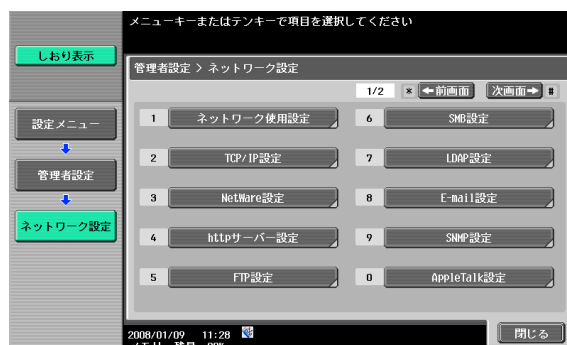 メニューキーまたはテンキーで項目を選択してください
しおり表示
管理者設定 > ネットワーク設定
1/2 * ←前画面 次画面→ #
設定メニュー
管理者設定
ネットワーク設定
1 ネットワーク使用設定
2 TCP/IP設定
3 NetWare設定
4 httpサーバー設定
5 FTP設定
6 SMB設定
7 LDAP設定
8 E-mail設定
9 SNMP設定
0 AppleTalk設定
2008/01/09 11:28
閉じる